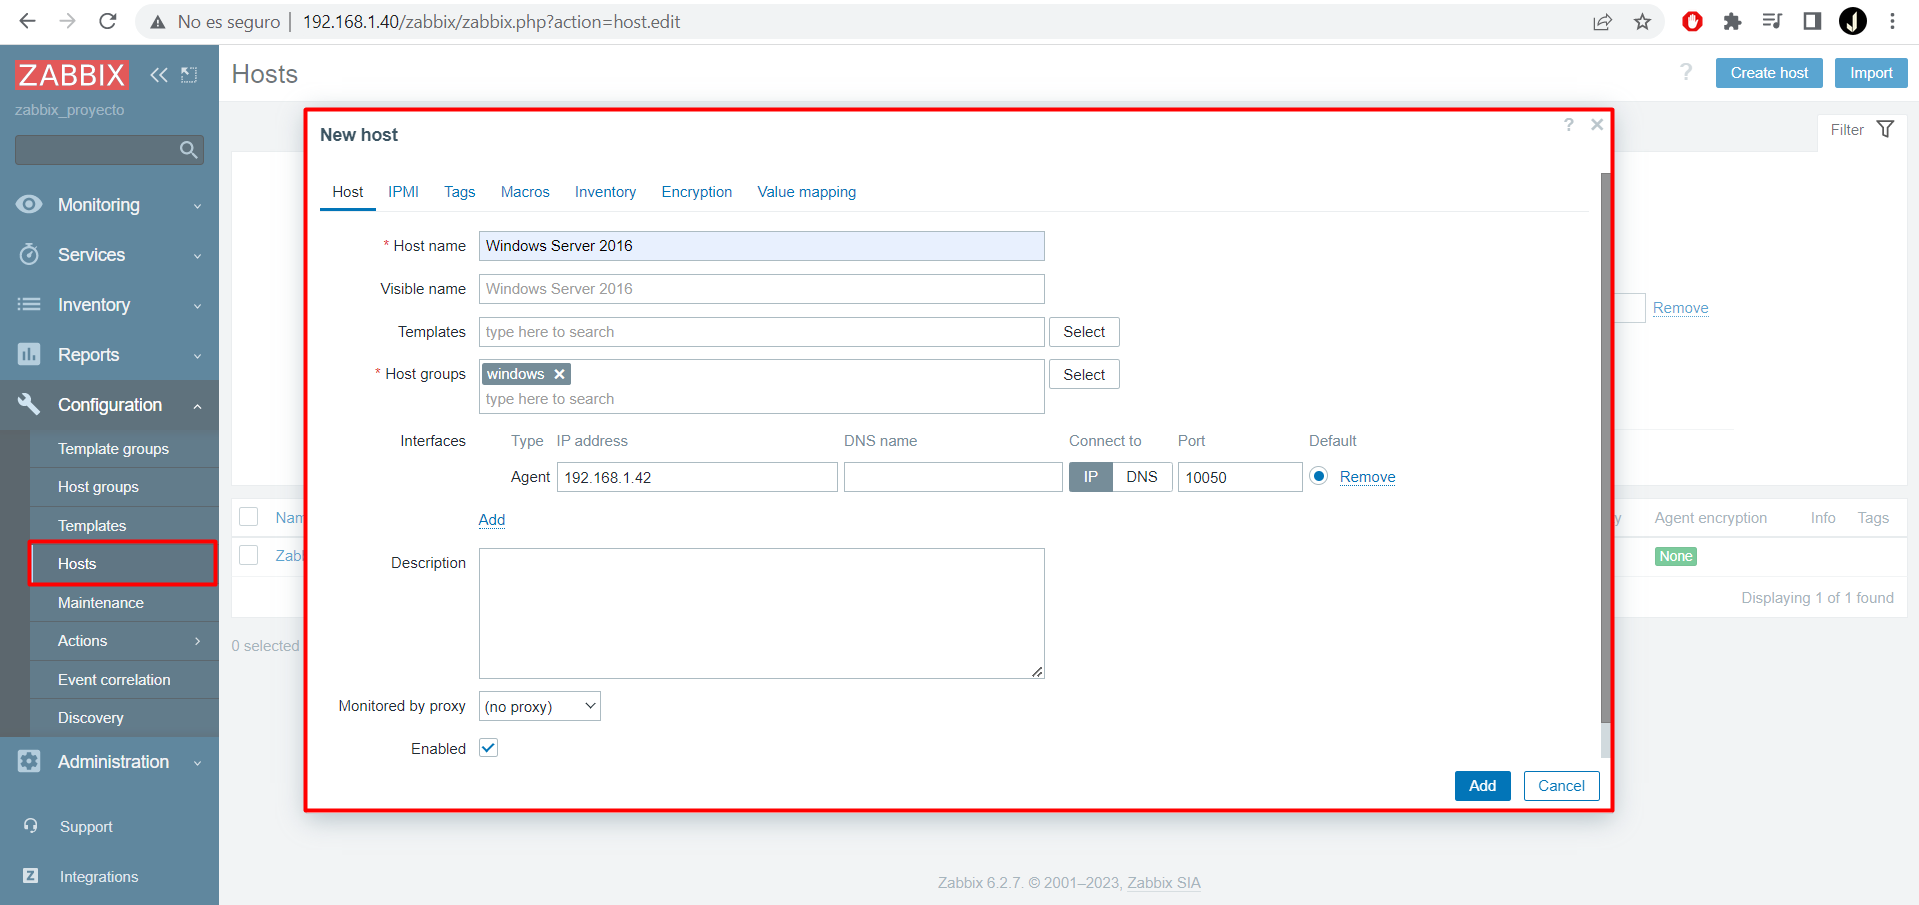 No es seguro | 192.168.1.40/zabbix/zabbix.php?action=host.edit
ZABBIX
zabbix_proyecto
Monitoring
Services
Inventory
Reports
Configuration
Template groups
Host groups
Templates
Hosts
Maintenance
Actions
Event correlation
Discovery
Administration
Support
Integrations
Hosts
? Create host Import
Filter
Remove
New host
?
Host IPMI Tags Macros Inventory Encryption Value mapping
* Host name Windows Server 2016
Visible name Windows Server 2016
Templates type here to search Select
* Host groups windows Select
type here to search
Interfaces Type IP address DNS name Connect to Port Default
Agent 192.168.1.42 IP DNS 10050 Remove
Add
Description
Monitored by proxy (no proxy)
Enabled
Add Cancel
Nam
y Agent encryption Info Tags
Zabb
None
Displaying 1 of 1 found
0 selected
Zabbix 6.2.7. © 2001–2023, Zabbix SIA